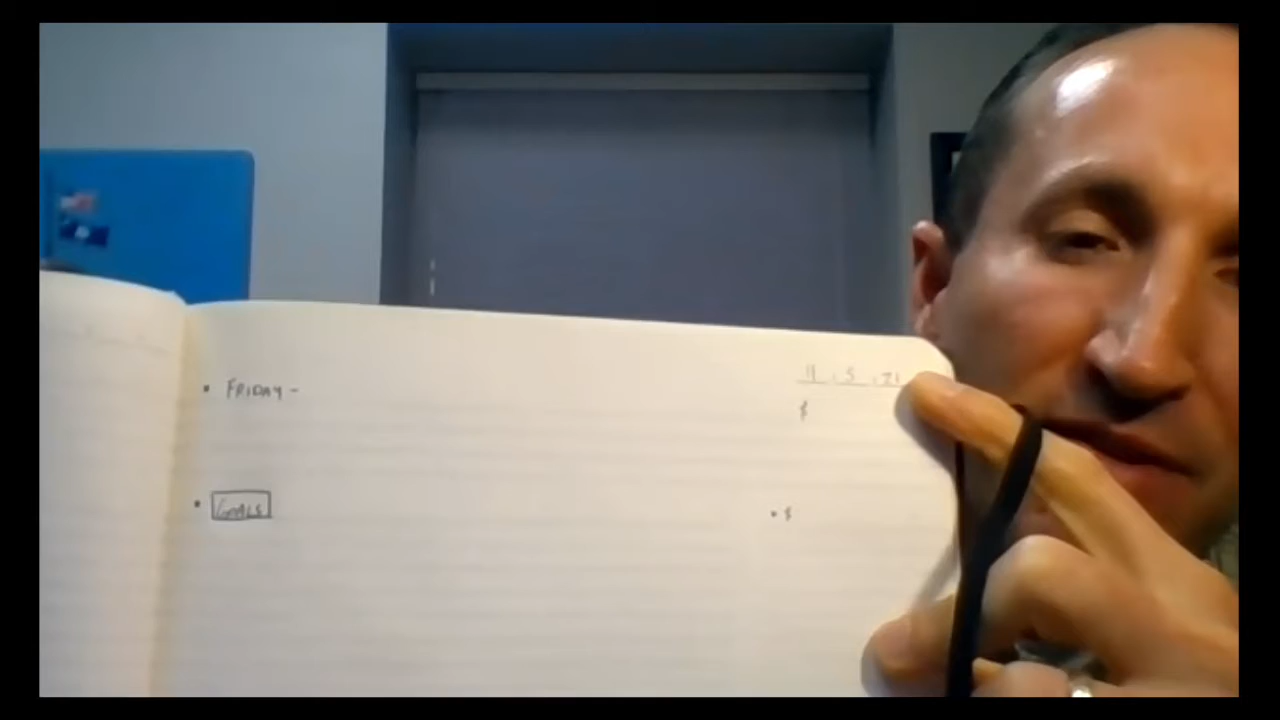 11 . 5 . 21
• FRIDAY -
$
• GOALS
• $